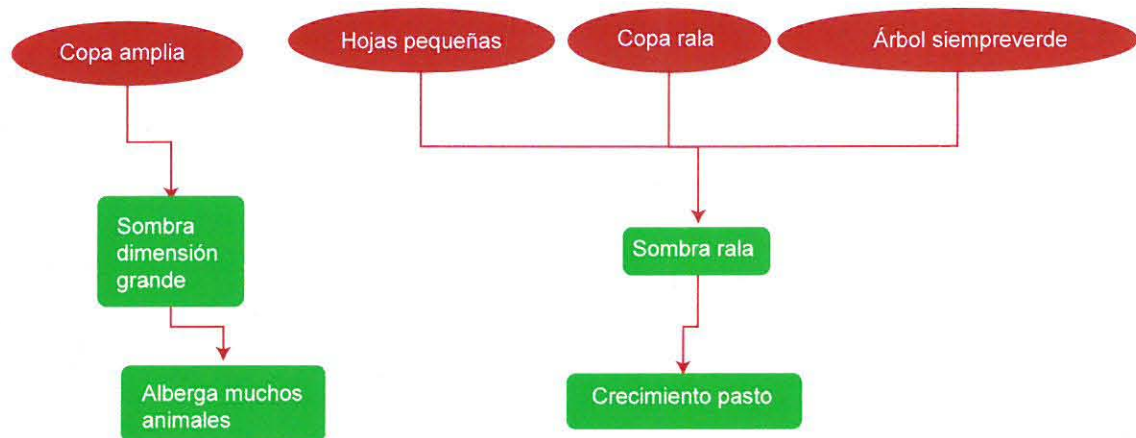 Copa amplia
Hojas pequeñas
Copa rala
Árbol siempreverde
Sombra
dimensión
grande
Sombra rala
Alberga muchos
animales
Crecimiento pasto